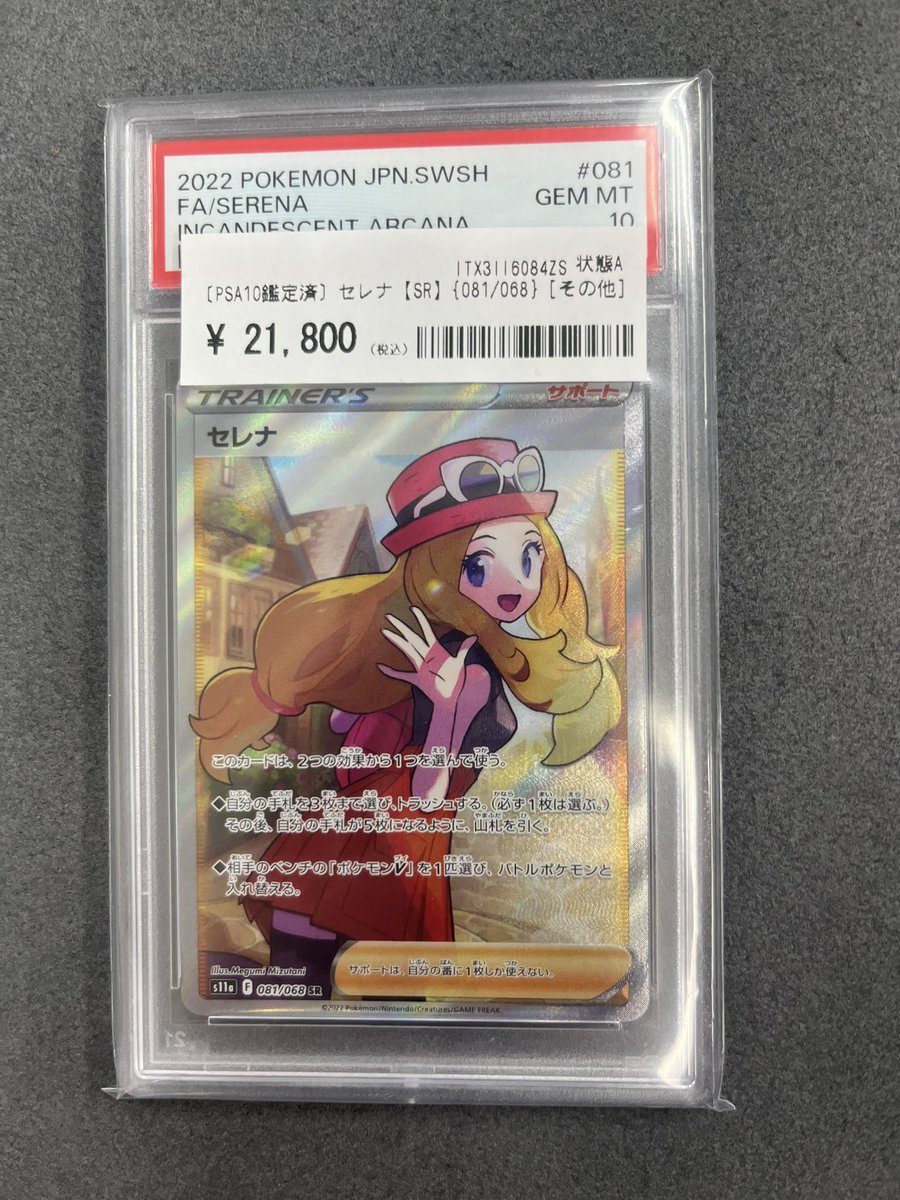 2022 POKEMON JPN.SWSH #081
FA/SERENA GEM MT
INCANDESCENT ARCANA 10
ITX3116084ZS 状態A
〔PSA10鑑定済〕セレナ【SR】{081/068}[その他]
¥ 21,800 (税込)
TRAINER'S サポート
セレナ
このカードは、2つの効果から1つを選んで使う。
◆自分の手札を3枚まで選び、トラッシュする。(必ず1枚は選ぶ。)
その後、自分の手札が5枚になるように、山札を引く。
◆相手のベンチの「ポケモンV」を1匹選び、バトルポケモンと
入れ替える。
Illus.Megumi Mizutani
サポートは、自分の番に1枚しか使えない。
s11a F 081/068 SR
©2022 Pokémon/Nintendo/Creatures/GAME FREAK